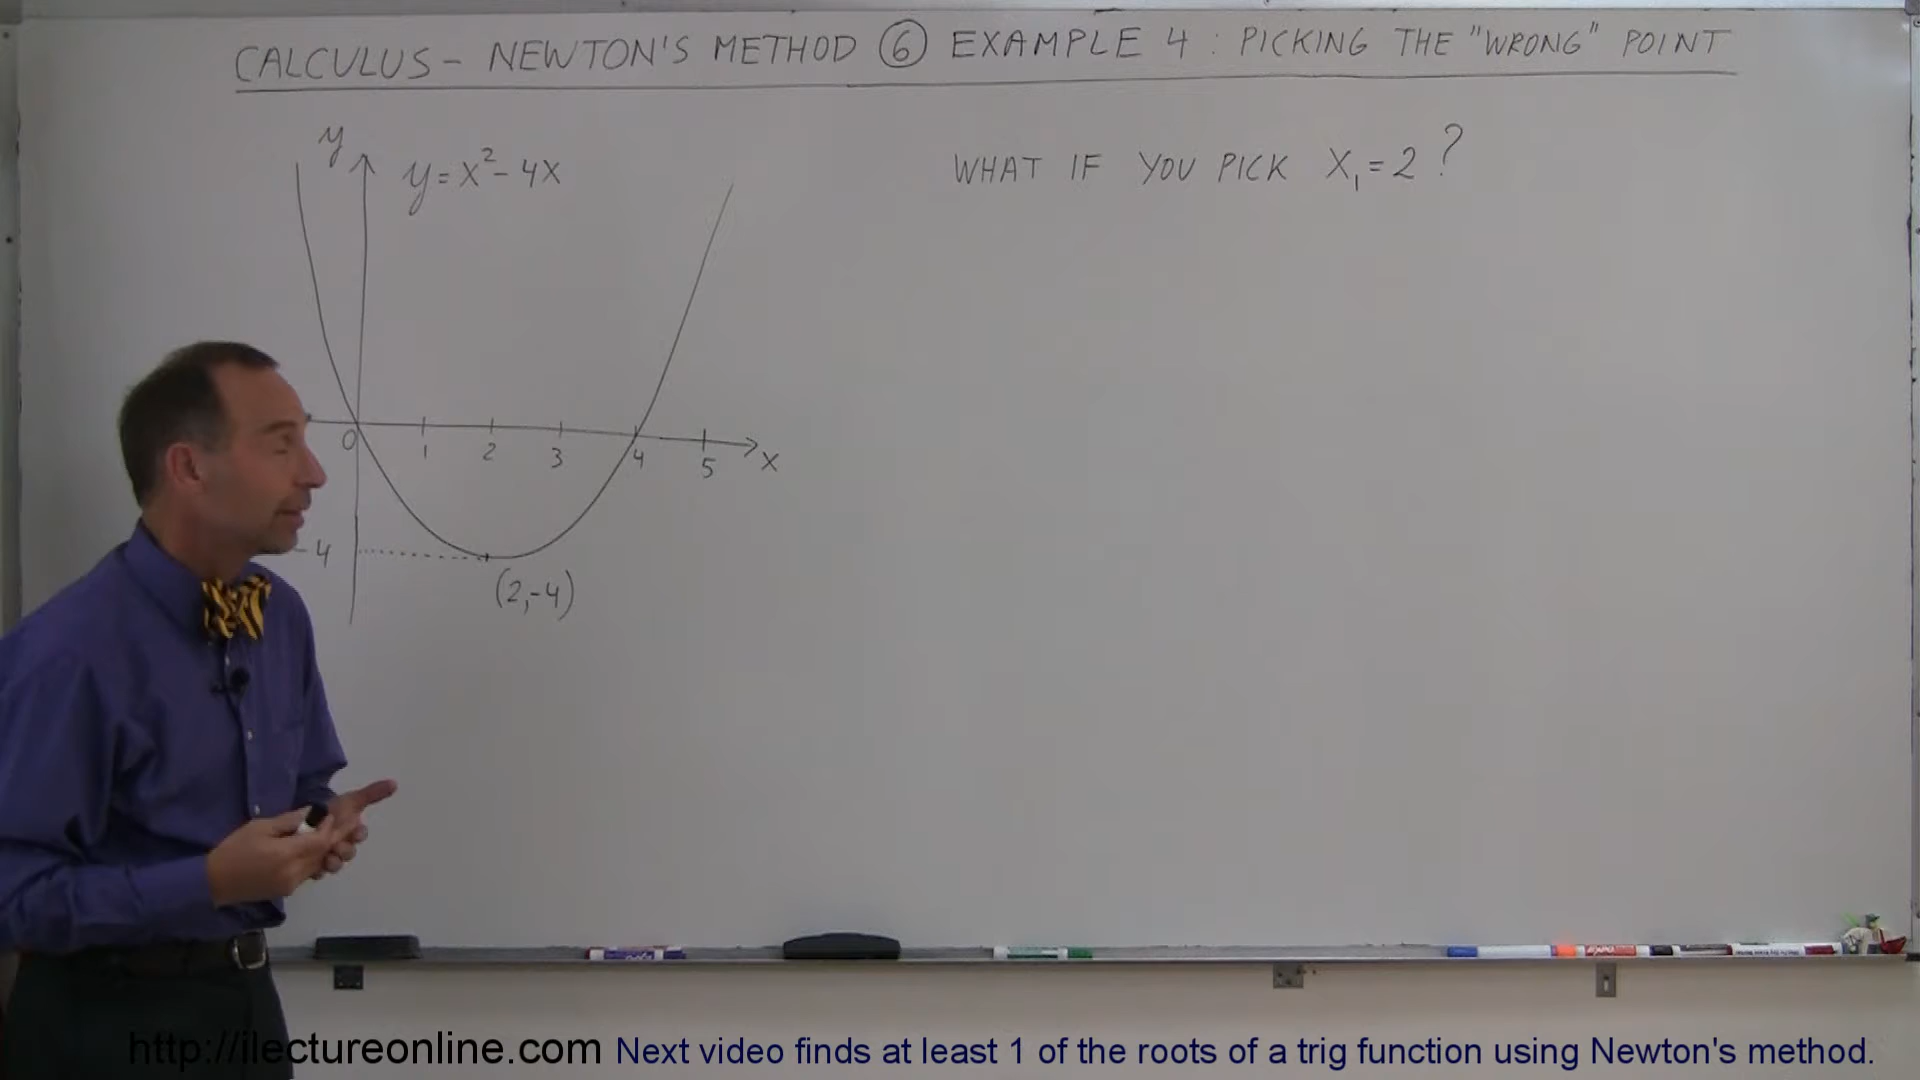 CALCULUS - NEWTON'S METHOD ⑥ EXAMPLE 4 : PICKING THE "WRONG" POINT
y
y = x² - 4x
WHAT IF YOU PICK X₁ = 2 ?
0 1 2 3 4 5 x
-4
(2,-4)
http://ilectureonline.com Next video finds at least 1 of the roots of a trig function using Newton's method.